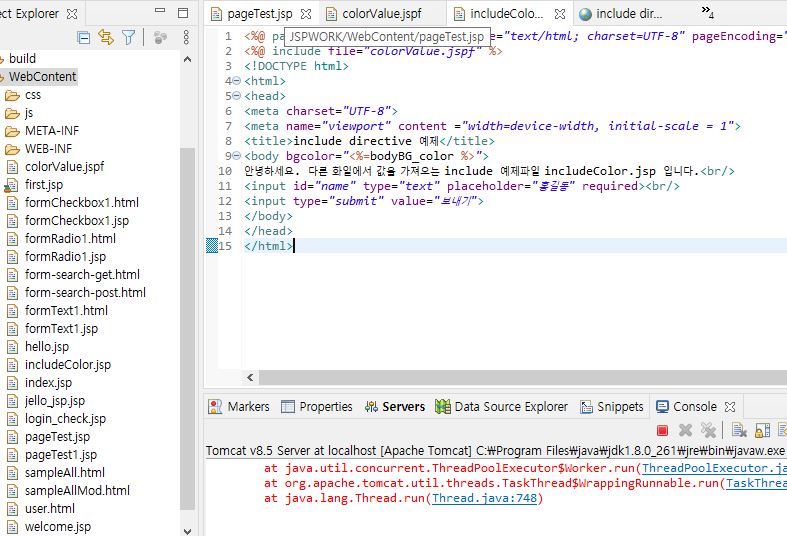 ect Explorer
build
WebContent
css
js
META-INF
WEB-INF
colorValue.jspf
first.jsp
formCheckbox1.html
formCheckbox1.jsp
formRadio1.html
formRadio1.jsp
form-search-get.html
form-search-post.html
formText1.html
formText1.jsp
hello.jsp
includeColor.jsp
index.jsp
jello_jsp.jsp
login_check.jsp
pageTest.jsp
pageTest1.jsp
sampleAll.html
sampleAllMod.html
user.html
welcome.jsp
pageTest.jsp colorValue.jspf includeColo... include dir... »4
JSPWORK/WebContent/pageTest.jsp
1 <%@ pa ="text/html; charset=UTF-8" pageEncoding="
2 <%@ include file="colorValue.jspf" %>
3 <!DOCTYPE html>
4 <html>
5 <head>
6 <meta charset="UTF-8">
7 <meta name="viewport" content ="width=device-width, initial-scale = 1">
8 <title>include directive 예제</title>
9 <body bgcolor="<%=bodyBG_color %>">
10 안녕하세요. 다른 화일에서 값을 가져오는 include 예제파일 includeColor.jsp 입니다.<br/>
11 <input id="name" type="text" placeholder="홍길동" required><br/>
12 <input type="submit" value="보내기">
13 </body>
14 </head>
15 </html>
Markers Properties Servers Data Source Explorer Snippets Console
Tomcat v8.5 Server at localhost [Apache Tomcat] C:₩Program Files₩java₩jdk1.8.0_261₩jre₩bin₩javaw.exe
at java.util.concurrent.ThreadPoolExecutor$Worker.run(ThreadPoolExecutor.ja
at org.apache.tomcat.util.threads.TaskThread$WrappingRunnable.run(TaskThrea
at java.lang.Thread.run(Thread.java:748)